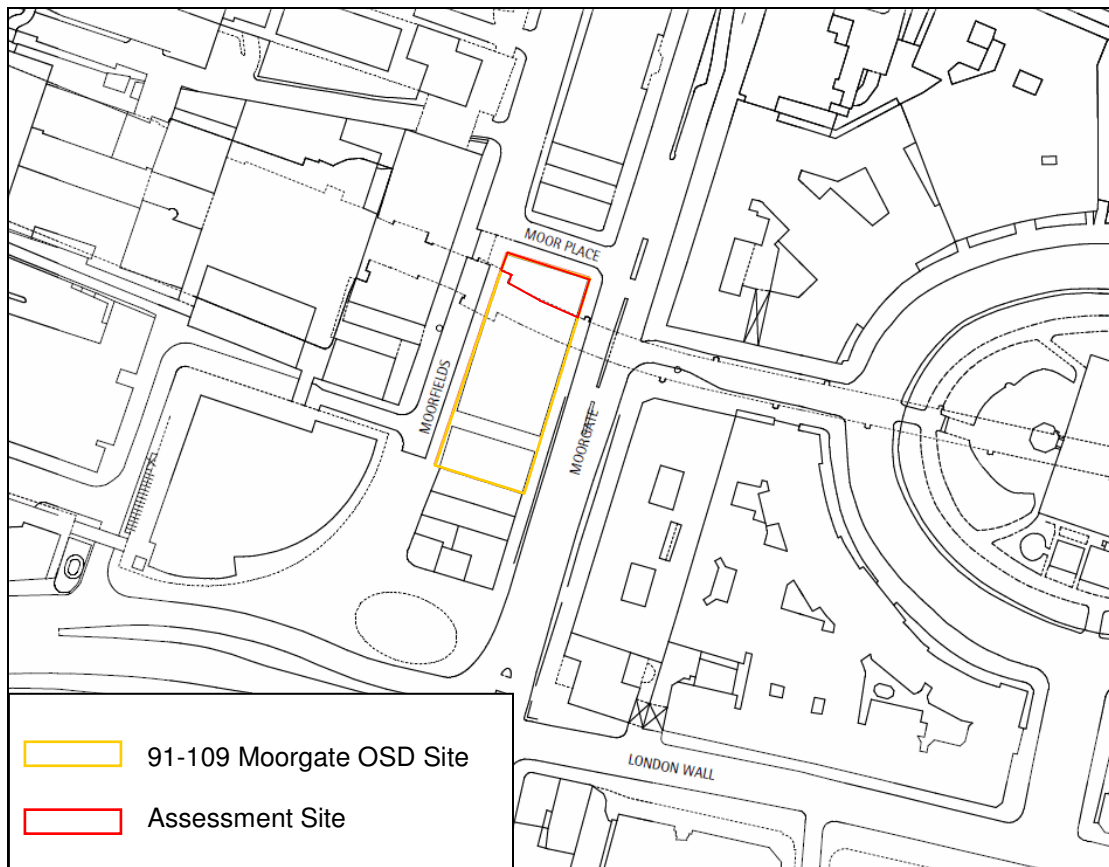 MOOR PLACE
MOORFIELDS
MOORGATE
LONDON WALL
91-109 Moorgate OSD Site
Assessment Site